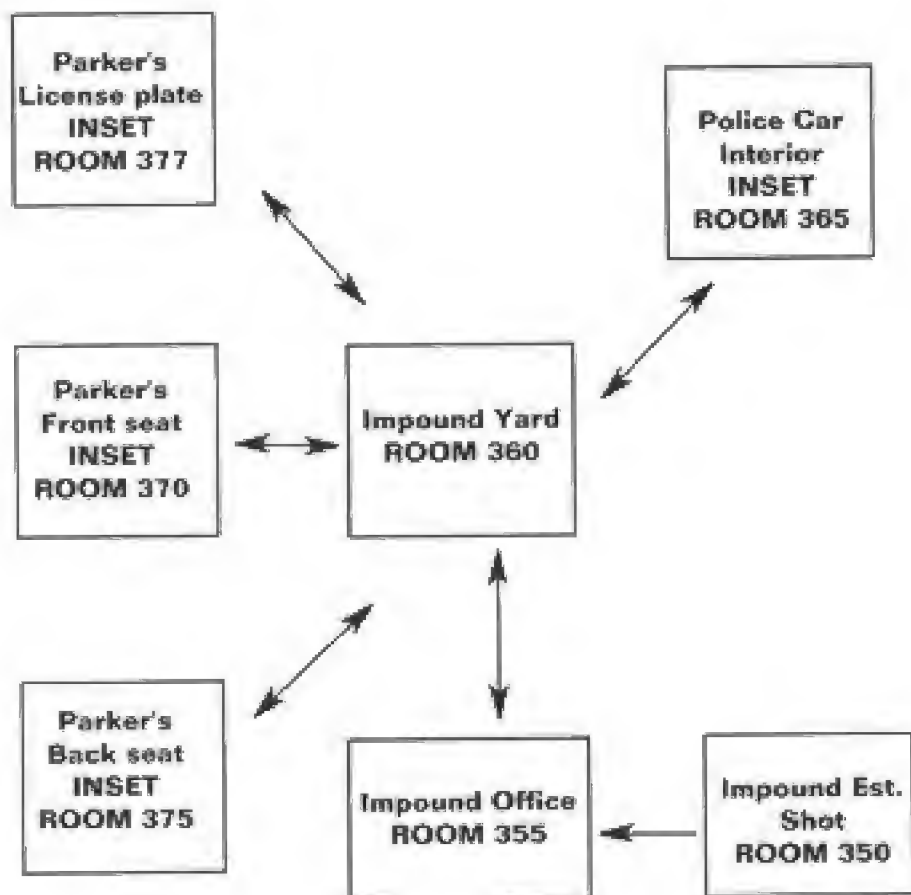 Parker's
License plate
INSET
ROOM 377
Police Car
Interior
INSET
ROOM 365
Parker's
Front seat
INSET
ROOM 370
Impound Yard
ROOM 360
Parker's
Back seat
INSET
ROOM 375
Impound Office
ROOM 355
Impound Est.
Shot
ROOM 350